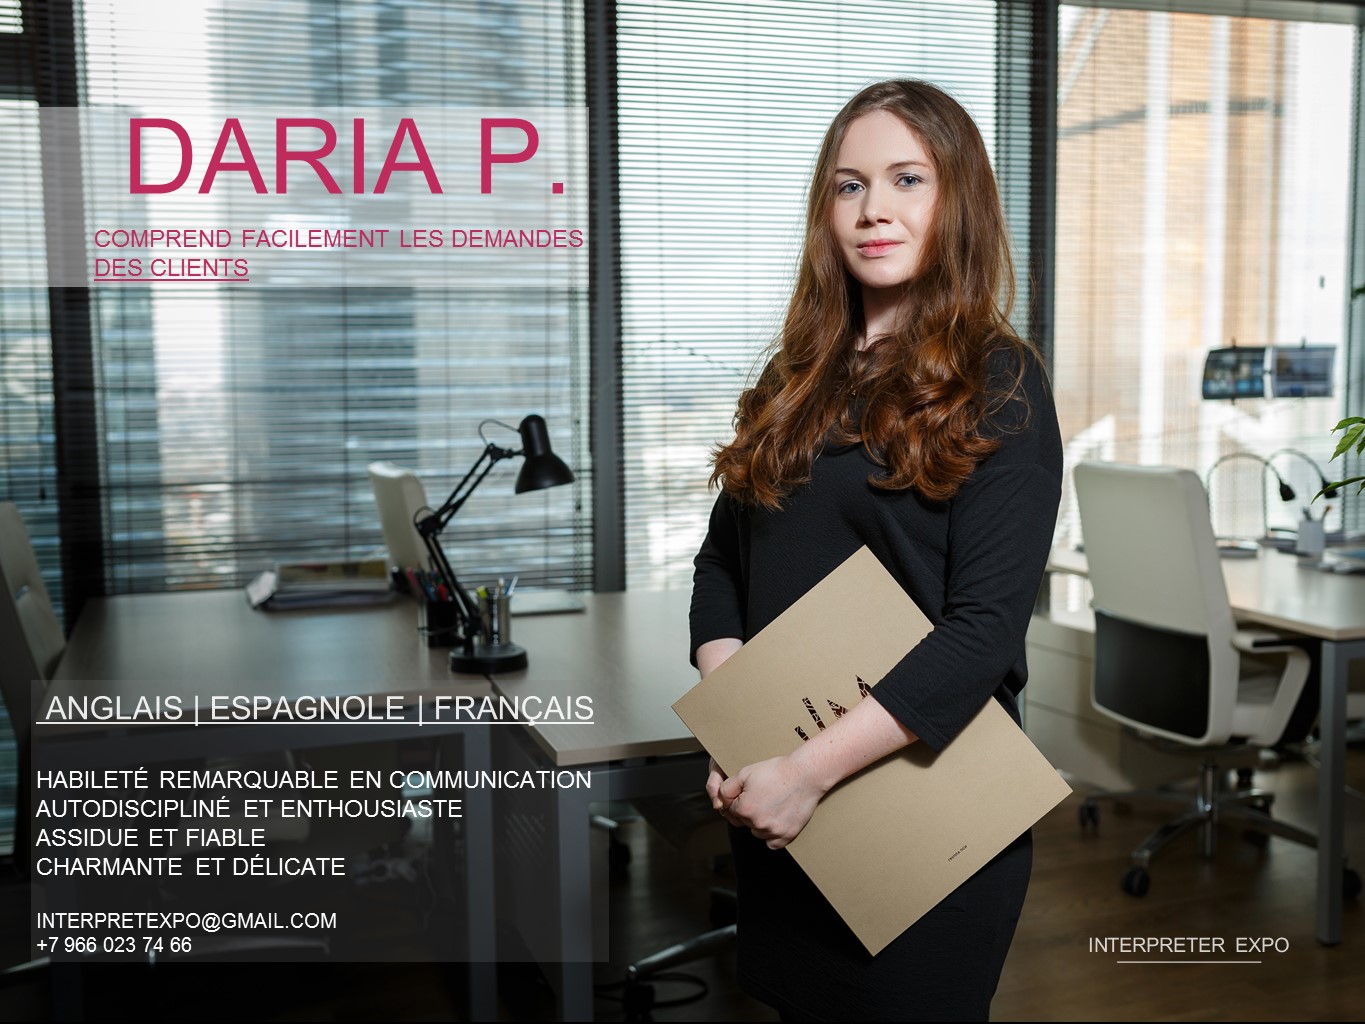 DARIA P.
COMPREND FACILEMENT LES DEMANDES
DES CLIENTS
ANGLAIS | ESPAGNOLE | FRANÇAIS
HABILETÉ REMARQUABLE EN COMMUNICATION
AUTODISCIPLINÉ ET ENTHOUSIASTE
ASSIDUE ET FIABLE
CHARMANTE ET DÉLICATE
INTERPRETEXPO@GMAIL.COM
+7 966 023 74 66
INTERPRETER EXPO